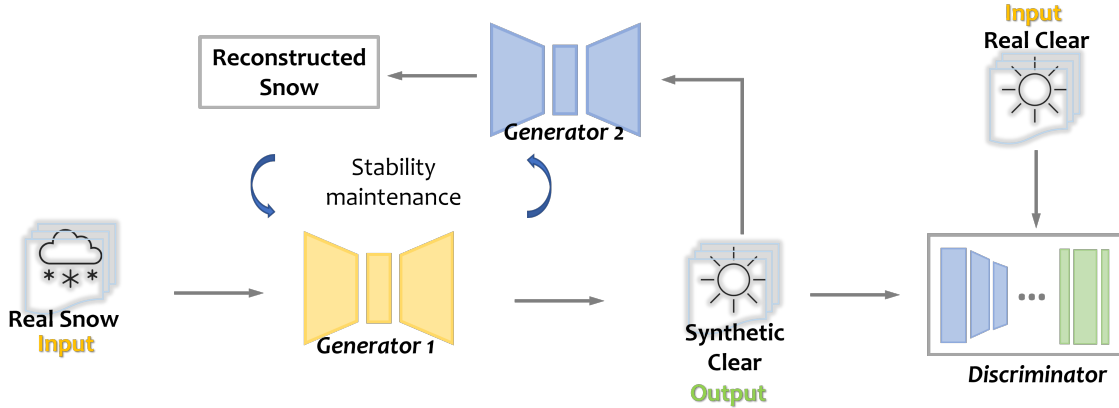 Input
Real Clear
Reconstructed
Snow
Generator 2
Stability
maintenance
Real Snow
Input
Generator 1
Synthetic
Clear
Output
Discriminator